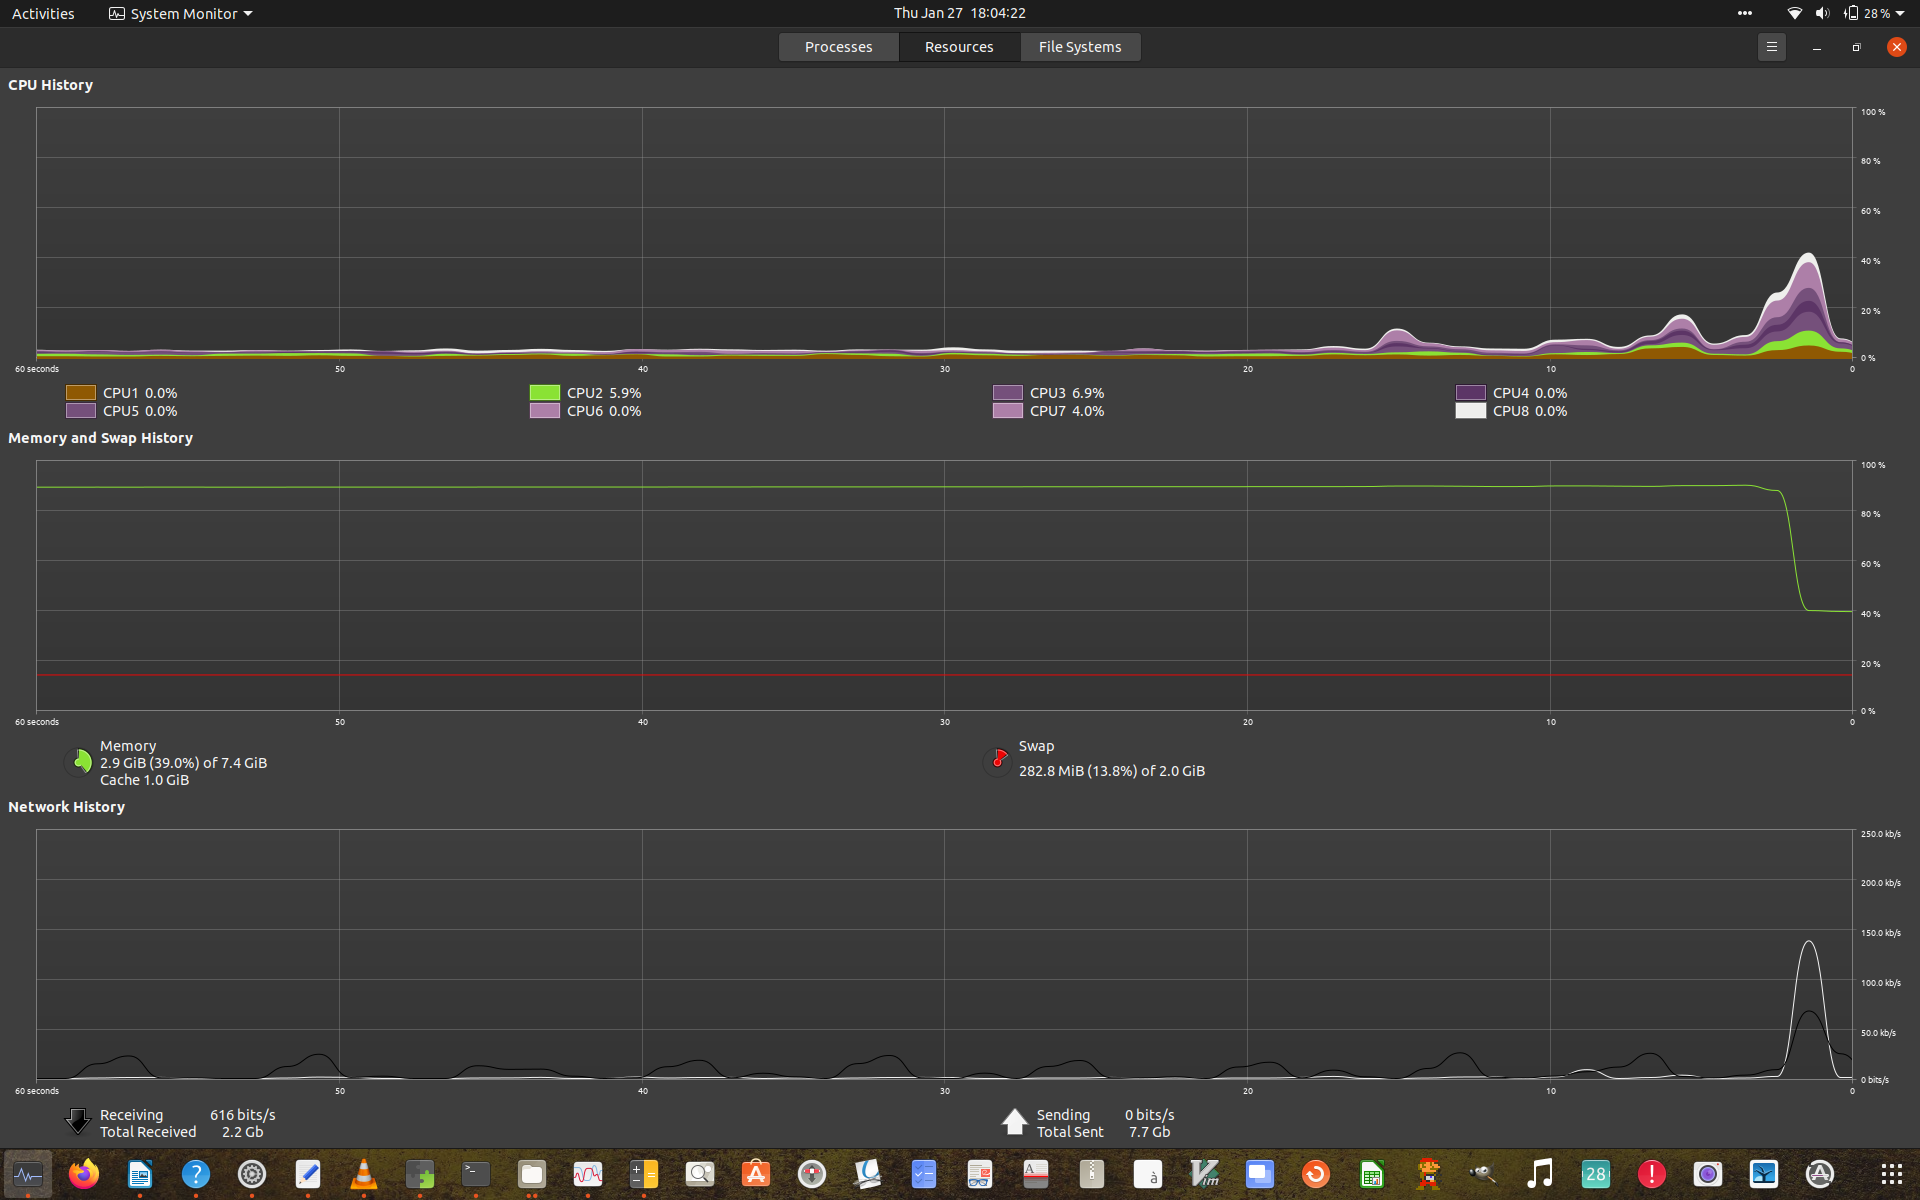 Activities
System Monitor
Thu Jan 27 18:04:22
28 %
Processes
Resources
File Systems
CPU History
100 %
80 %
60 %
40 %
20 %
0 %
60 seconds 50 40 30 20 10 0
CPU1 0.0% CPU2 5.9% CPU3 6.9% CPU4 0.0%
CPU5 0.0% CPU6 0.0% CPU7 4.0% CPU8 0.0%
Memory and Swap History
100 %
80 %
60 %
40 %
20 %
0 %
60 seconds 50 40 30 20 10 0
Memory
2.9 GiB (39.0%) of 7.4 GiB
Cache 1.0 GiB
Swap
282.8 MiB (13.8%) of 2.0 GiB
Network History
250.0 kb/s
200.0 kb/s
150.0 kb/s
100.0 kb/s
50.0 kb/s
0 bits/s
60 seconds 50 40 30 20 10 0
Receiving 616 bits/s
Total Received 2.2 Gb
Sending 0 bits/s
Total Sent 7.7 Gb
?
>_
A
à
Vim
28
!
A